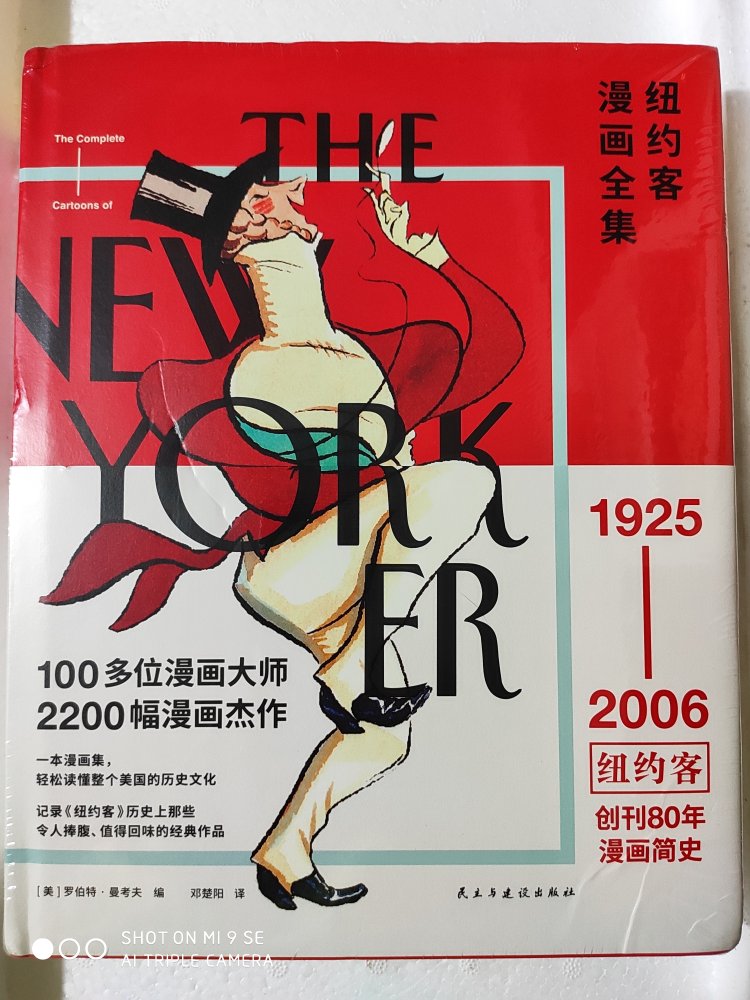 The Complete
Cartoons of
THE
NEW
YORK
ER
纽约客
漫画全集
1925
2006
纽约客
创刊80年
漫画简史
100多位漫画大师
2200幅漫画杰作
一本漫画集，
轻松读懂整个美国的历史文化
记录《纽约客》历史上那些
令人捧腹、值得回味的经典作品
[美]罗伯特·曼考夫 编 邓楚阳 译
民主与建设出版社
SHOT ON MI 9 SE
AI TRIPLE CAMERA